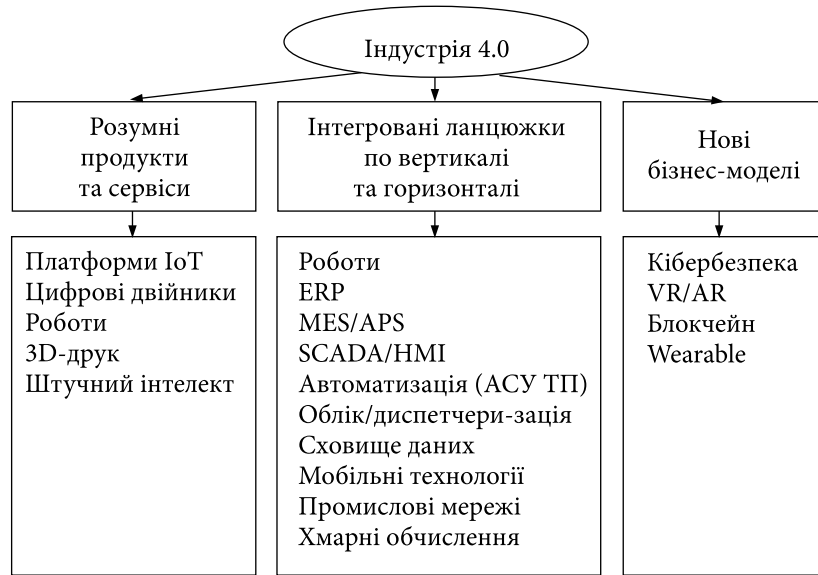 Індустрія 4.0
Розумні
продукти
та сервіси
Інтегровані ланцюжки
по вертикалі
та горизонталі
Нові
бізнес-моделі
Платформи IoT
Цифрові двійники
Роботи
3D-друк
Штучний інтелект
Роботи
ERP
MES/APS
SCADA/HMI
Автоматизація (АСУ ТП)
Облік/диспетчери-зація
Сховище даних
Мобільні технології
Промислові мережі
Хмарні обчислення
Кібербезпека
VR/AR
Блокчейн
Wearable